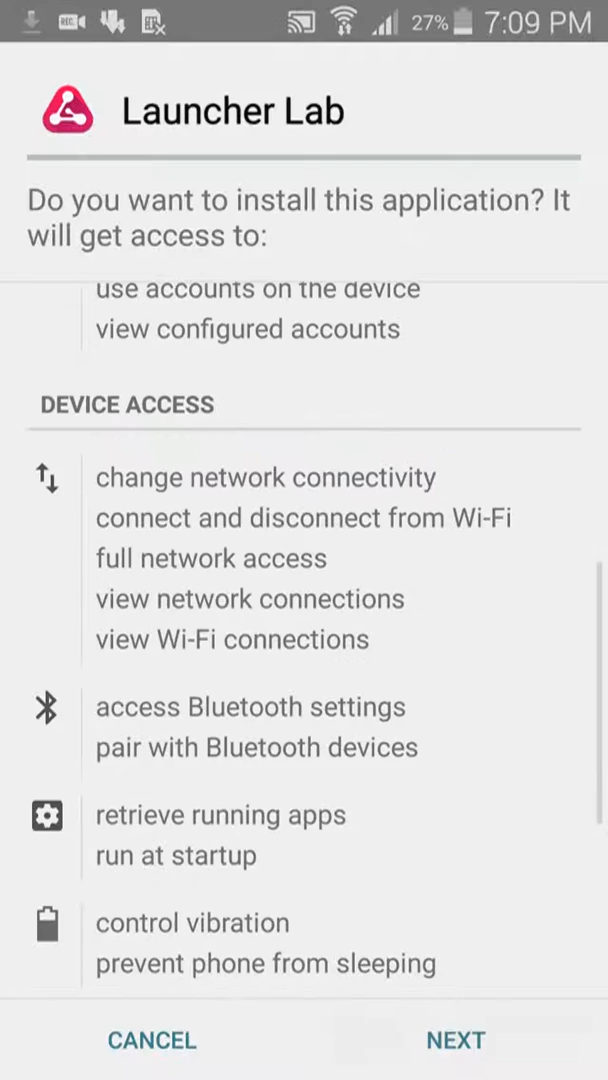 REC
27%
7:09 PM
Launcher Lab
Do you want to install this application? It
will get access to:
use accounts on the device
view configured accounts
DEVICE ACCESS
change network connectivity
connect and disconnect from Wi-Fi
full network access
view network connections
view Wi-Fi connections
access Bluetooth settings
pair with Bluetooth devices
retrieve running apps
run at startup
control vibration
prevent phone from sleeping
CANCEL
NEXT